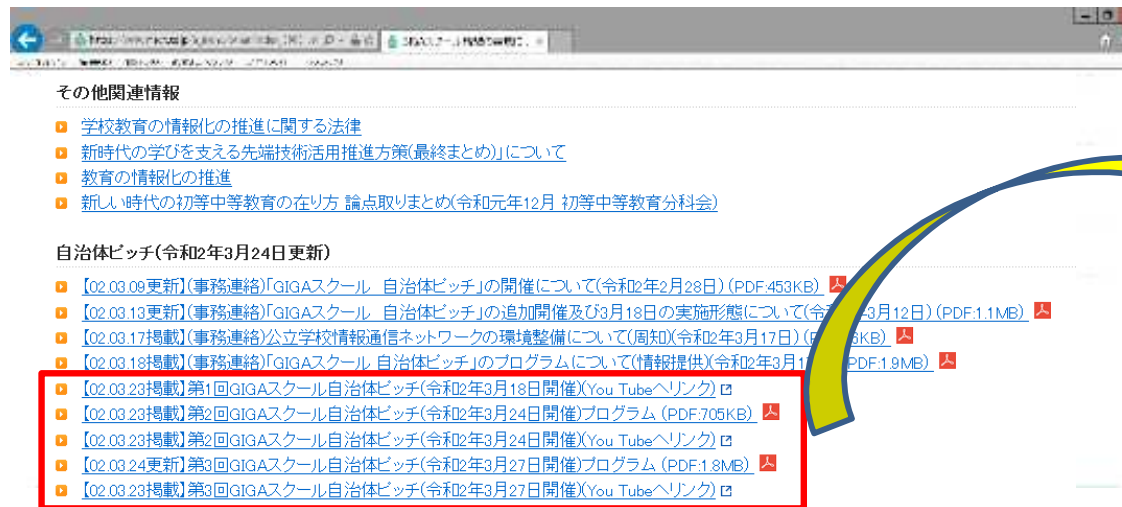 その他関連情報
学校教育の情報化の推進に関する法律
新時代の学びを支える先端技術活用推進方策(最終まとめ)」について
教育の情報化の推進
新しい時代の初等中等教育の在り方 論点取りまとめ(令和元年12月 初等中等教育分科会)
自治体ピッチ(令和2年3月24日更新)
【02.03.09更新】(事務連絡)「GIGAスクール 自治体ピッチ」の開催について(令和2年2月28日) (PDF:453KB)
【02.03.13更新】(事務連絡)「GIGAスクール 自治体ピッチ」の追加開催及び3月18日の実施形態について(令 3月12日) (PDF:1.1MB)
【02.03.17掲載】(事務連絡)公立学校情報通信ネットワークの環境整備について(周知)(令和2年3月17日) KB)
【02.03.18掲載】(事務連絡)「GIGAスクール 自治体ピッチ」のプログラムについて(情報提供)(令和2年3月 PDF:1.9MB)
【02.03.23掲載】第1回GIGAスクール自治体ピッチ(令和2年3月18日開催)(You Tubeへリンク)
【02.03.23掲載】第2回GIGAスクール自治体ピッチ(令和2年3月24日開催)プログラム (PDF:705KB)
【02.03.23掲載】第2回GIGAスクール自治体ピッチ(令和2年3月24日開催)(You Tubeへリンク)
【02.03.24更新】第3回GIGAスクール自治体ピッチ(令和2年3月27日開催)プログラム (PDF:1.8MB)
【02.03.23掲載】第3回GIGAスクール自治体ピッチ(令和2年3月27日開催)(You Tubeへリンク)